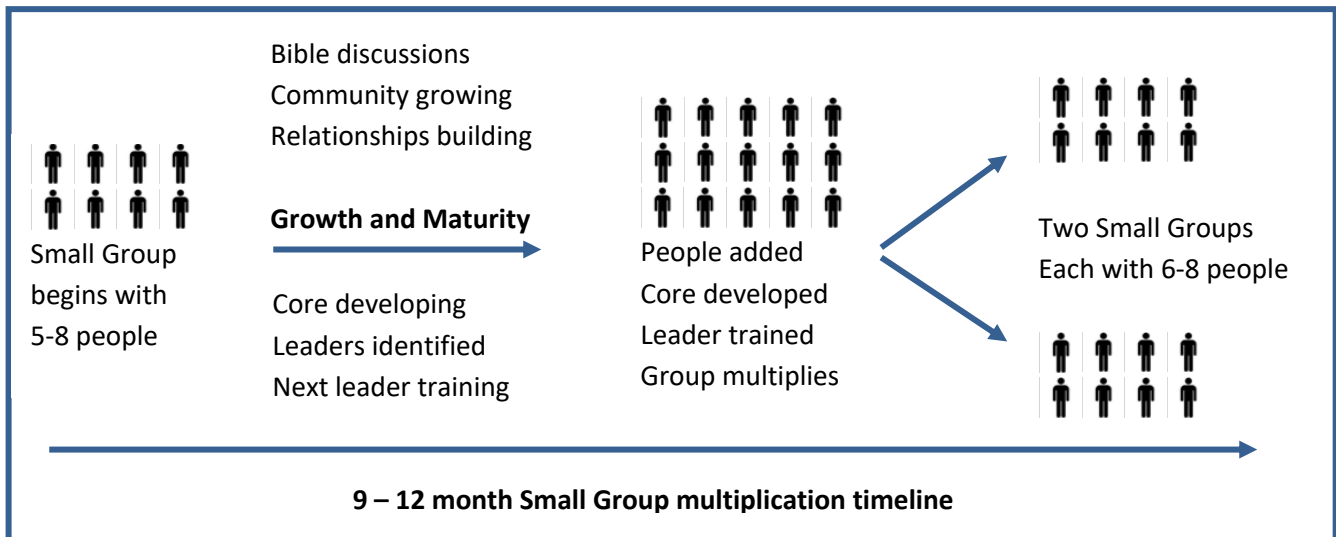 Small Group
begins with
5-8 people
Bible discussions
Community growing
Relationships building
Growth and Maturity
Core developing
Leaders identified
Next leader training
People added
Core developed
Leader trained
Group multiplies
Two Small Groups
Each with 6-8 people
9 – 12 month Small Group multiplication timeline